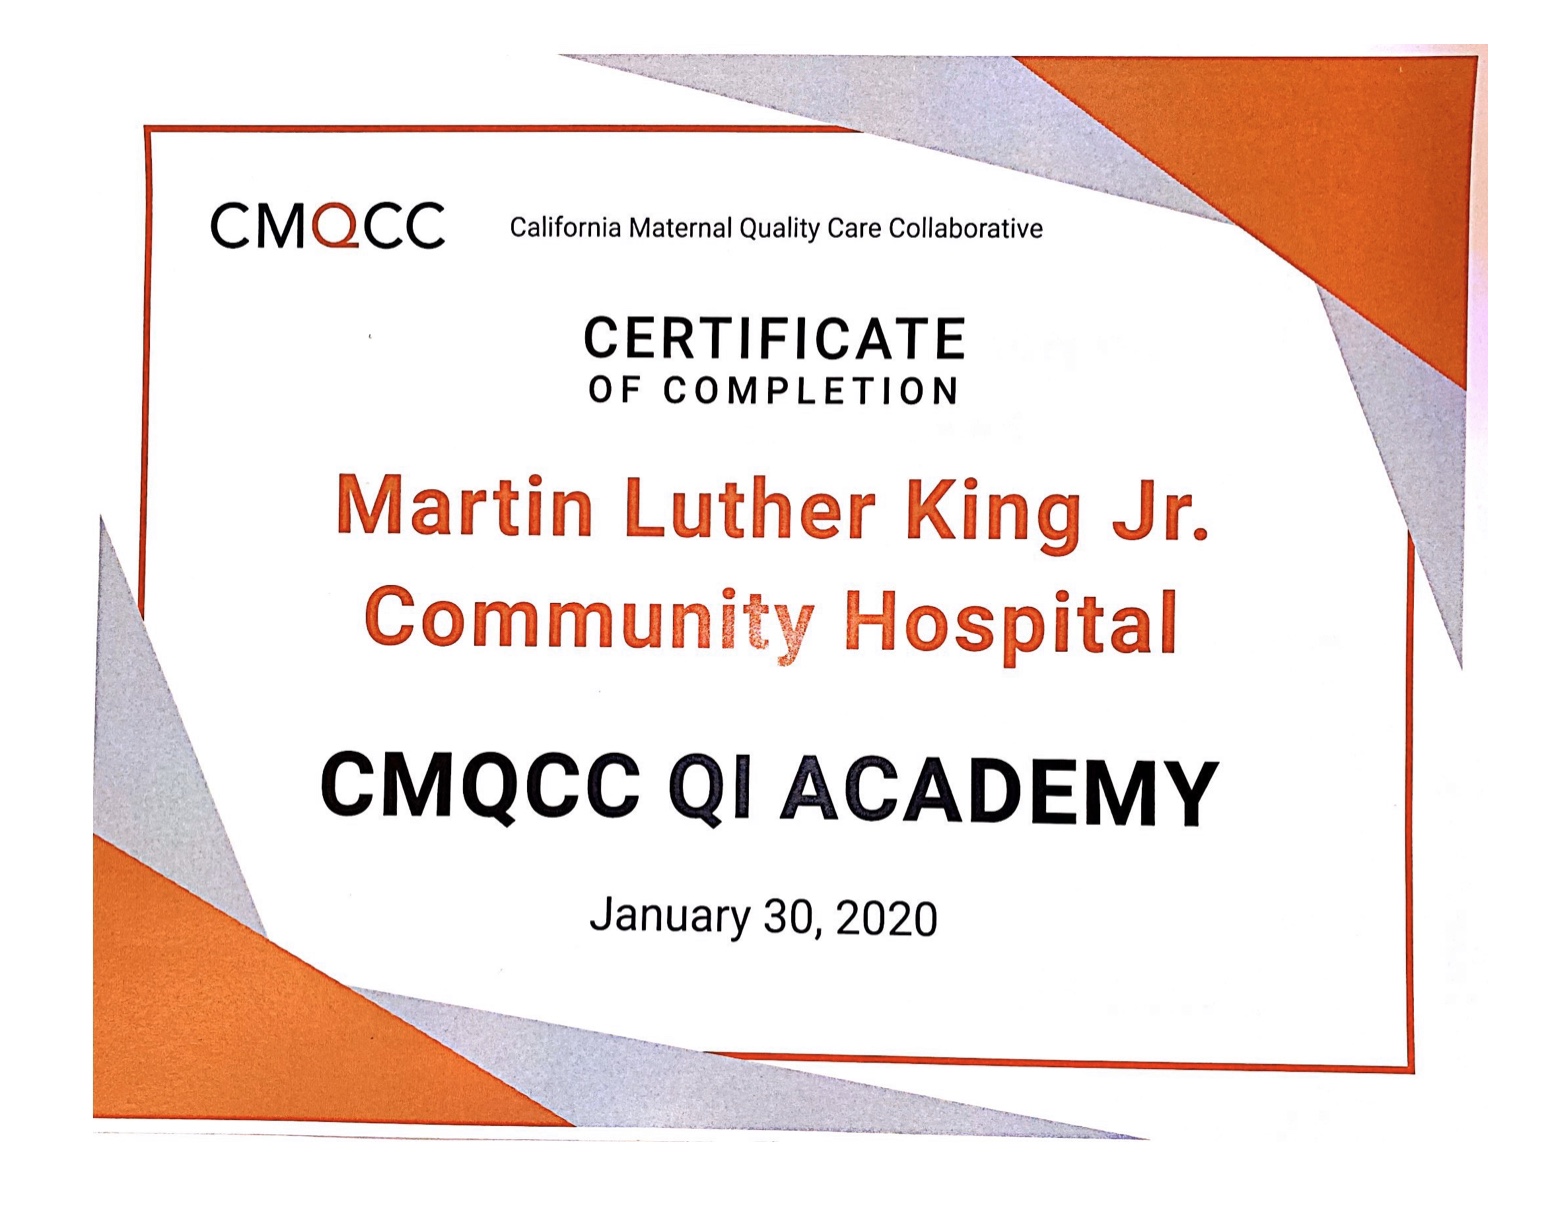 CMQCC California Maternal Quality Care Collaborative
CERTIFICATE
OF COMPLETION
Martin Luther King Jr.
Community Hospital
CMQCC QI ACADEMY
January 30, 2020